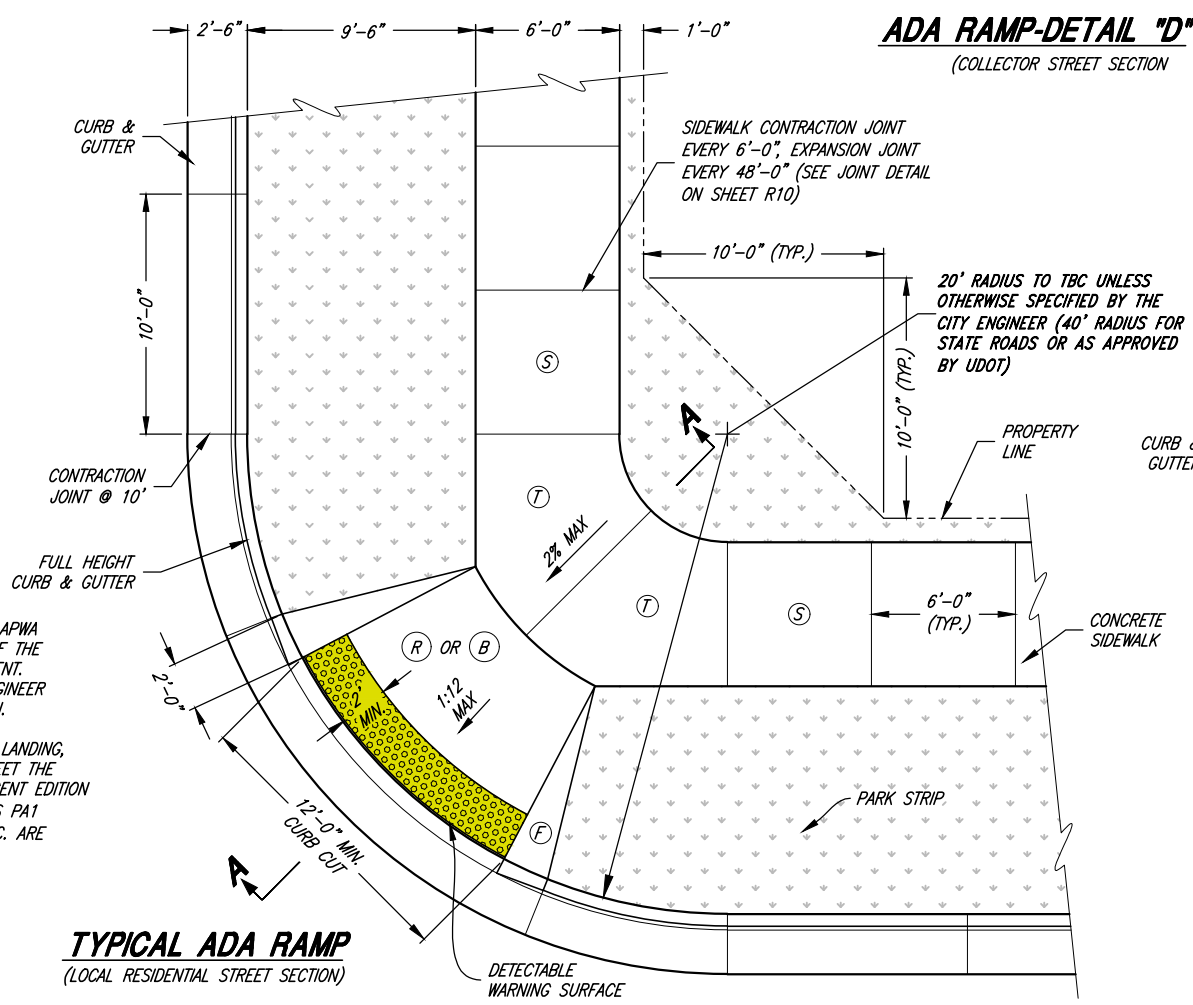 2'-6"
9'-6"
6'-0"
1'-0"
ADA RAMP-DETAIL "D"
(COLLECTOR STREET SECTION
CURB &
GUTTER
SIDEWALK CONTRACTION JOINT
EVERY 6'-0", EXPANSION JOINT
EVERY 48'-0" (SEE JOINT DETAIL
ON SHEET R10)
10'-0" (TYP.)
20' RADIUS TO TBC UNLESS
OTHERWISE SPECIFIED BY THE
CITY ENGINEER (40' RADIUS FOR
STATE ROADS OR AS APPROVED
BY UDOT)
10'-0"
10'-0" (TYP.)
S
A
PROPERTY
LINE
CURB &
GUTTER
CONTRACTION
JOINT @ 10'
T
2% MAX
FULL HEIGHT
CURB & GUTTER
T
S
6'-0"
(TYP.)
CONCRETE
SIDEWALK
APWA
F THE
ENT.
GINEER
N.
LANDING,
EET THE
ENT EDITION
S PA1
C. ARE
2'-0"
R OR B
1:12
MAX
2'
MIN.
PARK STRIP
12'-0" MIN.
CURB CUT
F
A
TYPICAL ADA RAMP
(LOCAL RESIDENTIAL STREET SECTION)
DETECTABLE
WARNING SURFACE